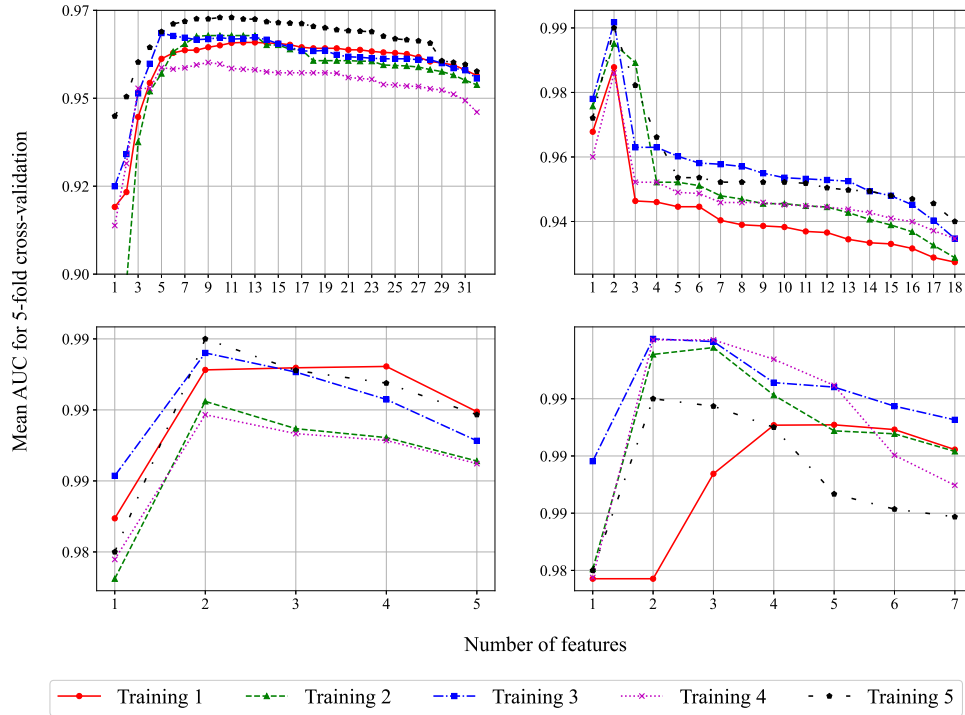 Mean AUC for 5-fold cross-validation
0.97
0.95
0.92
0.90
1 3 5 7 9 11 13 15 17 19 21 23 25 27 29 31
0.99
0.98
0.96
0.94
1 2 3 4 5 6 7 8 9 10 11 12 13 14 15 16 17 18
0.99
0.99
0.99
0.98
1 2 3 4 5
0.99
0.99
0.99
0.98
1 2 3 4 5 6 7
Number of features
Training 1 Training 2 Training 3 Training 4 Training 5